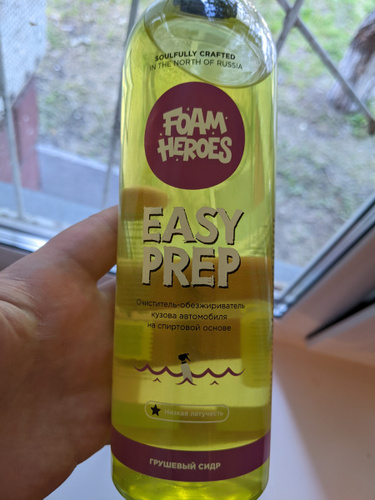 SOULFULLY CRAFTED
IN THE NORTH OF RUSSIA
FOAM
HEROES
EASY
PREP
Очиститель-обезжириватель
кузова автомобиля
на спиртовой основе
Низкая летучесть
ГРУШЕВЫЙ СИДР